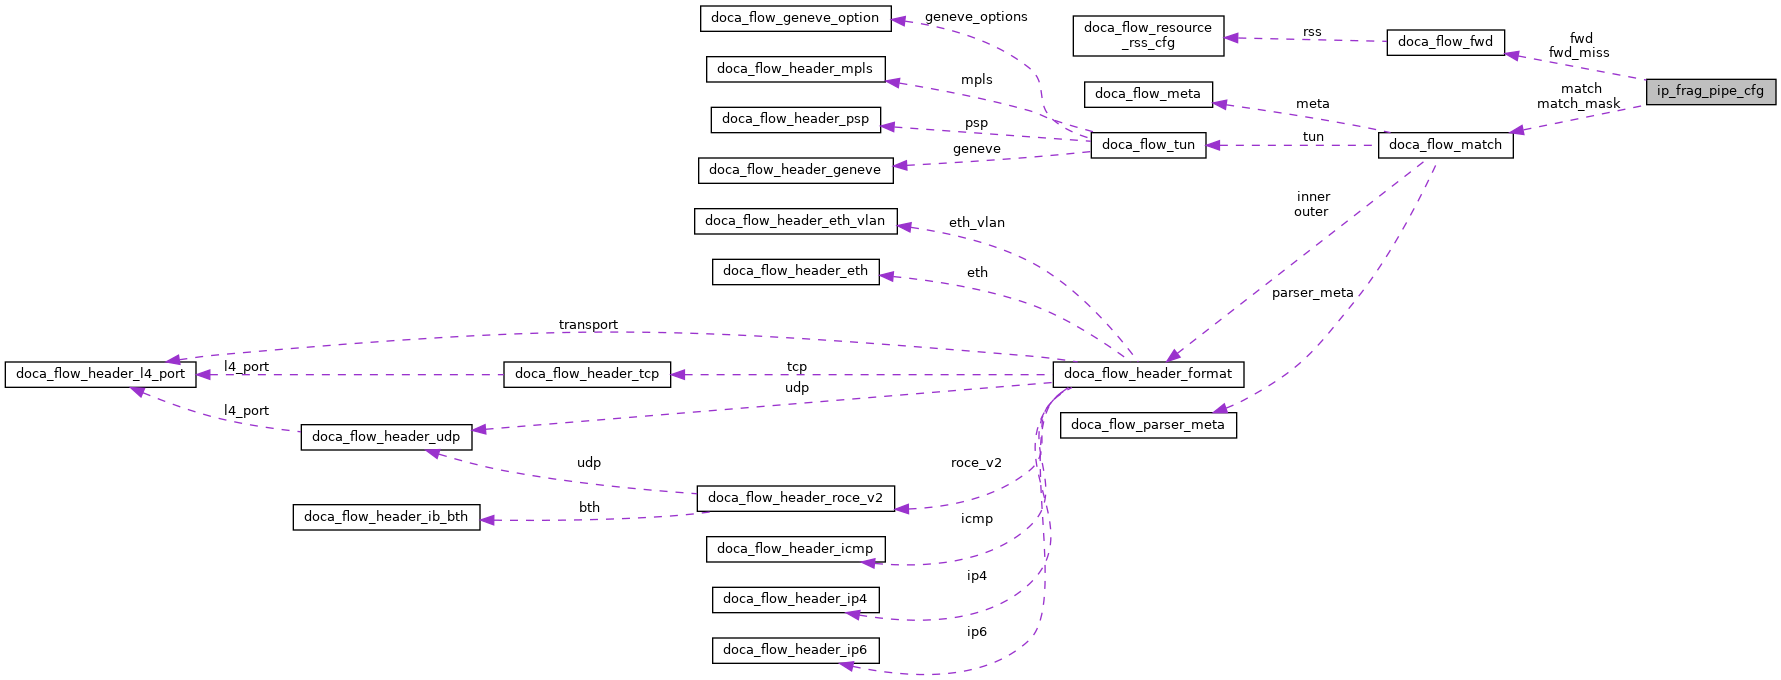 doca_flow_geneve_option
geneve_options
doca_flow_resource
_rss_cfg
rss
doca_flow_fwd
fwd
fwd_miss
doca_flow_header_mpls
mpls
doca_flow_meta
meta
match
match_mask
ip_frag_pipe_cfg
doca_flow_header_psp
psp
doca_flow_tun
tun
doca_flow_match
geneve
doca_flow_header_geneve
inner
outer
doca_flow_header_eth_vlan
eth_vlan
doca_flow_header_eth
eth
parser_meta
transport
doca_flow_header_l4_port
l4_port
doca_flow_header_tcp
tcp
doca_flow_header_format
udp
l4_port
doca_flow_header_udp
doca_flow_parser_meta
udp
roce_v2
doca_flow_header_roce_v2
bth
doca_flow_header_ib_bth
icmp
doca_flow_header_icmp
ip4
doca_flow_header_ip4
ip6
doca_flow_header_ip6